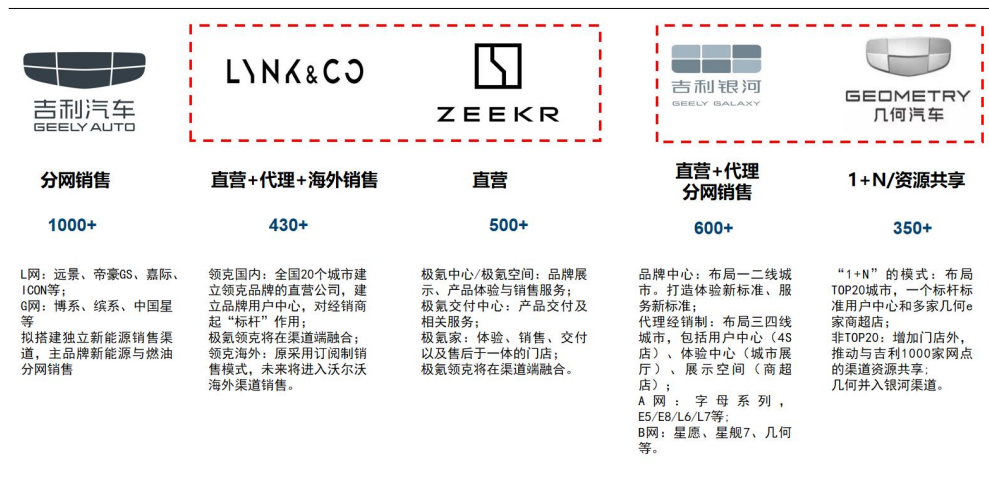 吉利汽车
GEELY AUTO
LYNK&CO
ZEEKR
吉利银河
GEELY GALAXY
GEOMETRY
几何汽车
分网销售
1000+
直营+代理+海外销售
430+
直营
500+
直营+代理
分网销售
600+
1+N/资源共享
350+
L网：远景、帝豪GS、嘉际、
ICON等；
G网：博系、缤系、中国星
等
拟搭建独立新能源销售渠
道，主品牌新能源与燃油
分网销售
领克国内：全国20个城市建
立领克品牌的直营公司，建
立品牌用户中心，对经销商
起“标杆”作用；
极氪领克将在渠道端融合；
领克海外：原采用订阅制销
售模式，未来将进入沃尔沃
海外渠道销售。
极氪中心/极氪空间：品牌展
示、产品体验与销售服务；
极氪交付中心：产品交付及
相关服务；
极氪家：体验、销售、交付
以及售后于一体的门店；
极氪领克将在渠道端融合。
品牌中心：布局一二线城
市。打造体验新标准、服
务新标准；
代理经销制：布局三四线
城市，包括用户中心（4S
店）、体验中心（城市展
厅）、展示空间（商超
店）；
A网：字母系列，
E5/E8/L6/L7等；
B网：星愿、星舰7、几何
等。
“1+N”的模式：布局
TOP20城市，一个标杆标
准用户中心和多家几何e
家商超店；
非TOP20：增加门店外，
推动与吉利1000家网点
的渠道资源共享；
几何并入银河渠道。